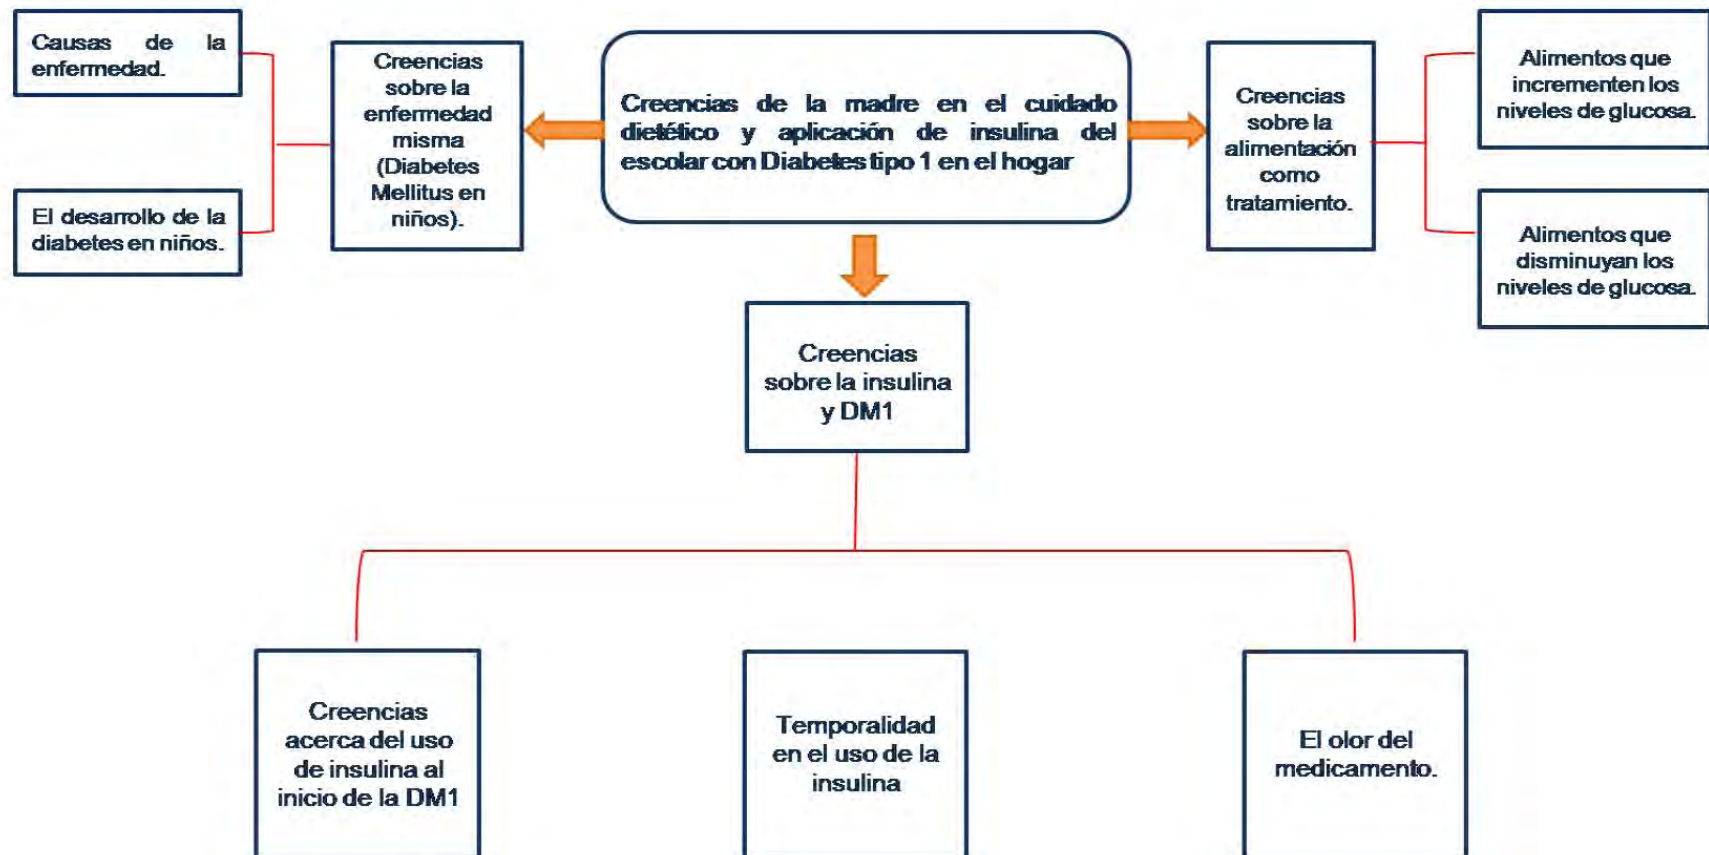 Causas de la
enfermedad.
El desarrollo de la
diabetes en niños.
Creencias
sobre la
enfermedad
misma
(Diabetes
Mellitus en
niños).
Creencias de la madre en el cuidado
dietético y aplicación de insulina del
escolar con Diabetes tipo 1 en el hogar
Creencias
sobre la
alimentación
como
tratamiento.
Alimentos que
incrementen los
niveles de glucosa.
Alimentos que
disminuyan los
niveles de glucosa.
Creencias
sobre la insulina
y DM1
Creencias
acerca del uso
de insulina al
inicio de la DM1
Temporalidad
en el uso de la
insulina
El olor del
medicamento.